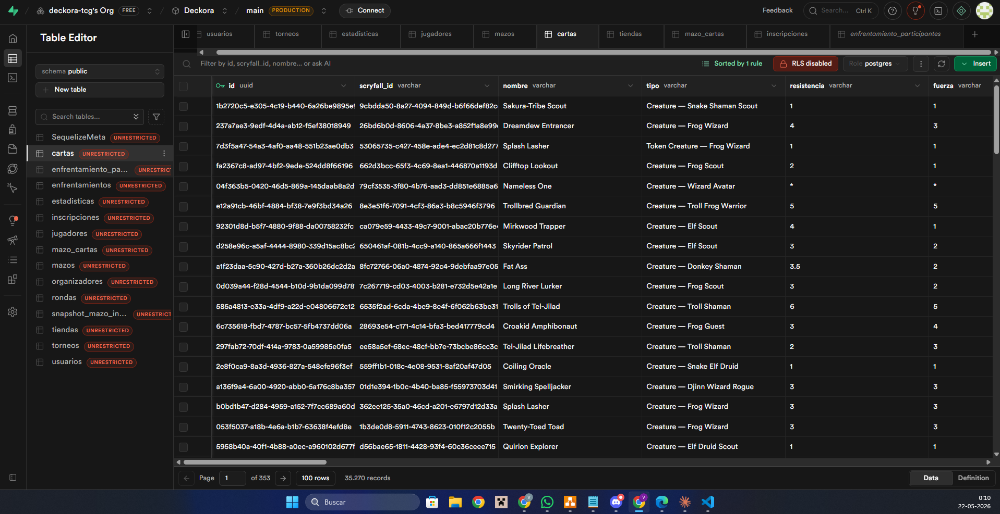 deckora-tcg's Org FREE / Deckora / main PRODUCTION Connect Feedback Search... Ctrl K
Table Editor
schema public
New table
Search tables...
SequelizeMeta UNRESTRICTED
cartas UNRESTRICTED
enfrentamiento_pa... UNRESTRICT
enfrentamientos UNRESTRICTED
estadisticas UNRESTRICTED
inscripciones UNRESTRICTED
jugadores UNRESTRICTED
mazo_cartas UNRESTRICTED
mazos UNRESTRICTED
organizadores UNRESTRICTED
rondas UNRESTRICTED
snapshot_mazo_in... UNRESTRICT
tiendas UNRESTRICTED
torneos UNRESTRICTED
usuarios UNRESTRICTED
usuarios torneos estadisticas jugadores mazos cartas tiendas mazo_cartas inscripciones enfrentamiento_participantes
Filter by id, scryfall_id, nombre... or ask AI Sorted by 1 rule RLS disabled Role postgres Insert
id uuid scryfall_id varchar nombre varchar tipo varchar resistencia varchar fuerza varchar
1b2720c5-e305-4c19-b440-6a26be9895e9 9cbdda50-8a27-4094-849d-b6f66def82c Sakura-Tribe Scout Creature — Snake Shaman Scout 1 1
237a7ae3-9edf-4d4a-ab12-f5ef38018949 26bd6b0d-8606-4a37-8be3-a852f1a8e99 Dreamdew Entrancer Creature — Frog Wizard 4 3
7d3f5a47-54a3-4af0-aa48-551b23ae0db3 53065735-c427-458e-ade4-ec2d81c8d277 Splash Lasher Token Creature — Frog Wizard 1 1
fa2367c8-ad97-4bf2-9ede-524dd8f66196 662d3bcc-65f3-4c69-8ea1-446870a1193d Clifftop Lookout Creature — Frog Scout 2 1
04f363b5-0420-46d5-869a-145daab8a2d 79cf3535-3f80-4b76-aad3-dd851e6885a6 Nameless One Creature — Wizard Avatar * *
e12a91cb-46bf-4884-bf38-7e9f3bd34a26 8e3e51f6-7091-4cf3-86a3-b8c5946f3796 Trollbred Guardian Creature — Troll Frog Warrior 5 5
92301d8d-b5f7-4880-9f88-da00758232fc ca079e59-4433-49c7-9001-abac20b776e Mirkwood Trapper Creature — Elf Scout 4 1
d258e96c-a5af-4444-8980-339d15ac8bc2 650461af-081b-4cc9-a140-865a666f1443 Skyrider Patrol Creature — Elf Scout 3 2
a1f23daa-5c90-427d-b27a-360b26dc2d2a 8fc72766-06a0-4874-92c4-9debfaa97e05 Fat Ass Creature — Donkey Shaman 3.5 2
0d039a44-f28d-4544-b10d-9b1da099d78 7c267719-cd03-4003-b281-e732d5e42a1e Long River Lurker Creature — Frog Scout 3 2
585a4813-e33a-4df9-a22d-e04806672c12 6535f2ad-6cda-4be9-8e4f-6f062b63be31 Trolls of Tel-Jilad Creature — Troll Shaman 6 5
6c735618-fbd7-4787-bc57-5fb4737dd06a 28693e54-c171-4c14-bfa3-bed417779cd4 Croakid Amphibonaut Creature — Frog Guest 3 4
297fab72-70df-414a-9783-0a59985e0fa5 ee58a5ef-68ec-48cf-bb7e-73bcbe86cc3c Tel-Jilad Lifebreather Creature — Troll Shaman 2 3
2e8f0ca9-8a3d-4936-827a-548efe96f3ef 559ff1b1-018c-4e08-9531-8af20af47d05 Coiling Oracle Creature — Snake Elf Druid 1 1
a136f9a4-6a00-4920-abb0-5a176c8ba357 01d1e394-1b0c-4b40-ba85-f55973703d41 Smirking Spelljacker Creature — Djinn Wizard Rogue 3 3
b0bd1b47-d284-4959-a152-7f7cc689a60d 362ee125-35a0-46cd-a201-e6797d12d33a Splash Lasher Creature — Frog Wizard 3 3
053f5037-a18b-4e6a-b1b7-63638f4efd8e 1b3de0d8-5911-4743-8623-010f12c2055b Twenty-Toed Toad Creature — Frog Wizard 3 3
5958b40a-40f1-4b88-a0ec-a960102d677f d56bae65-1811-4428-93f4-60c36ceee715 Quirion Explorer Creature — Elf Druid Scout 1 1
Page 1 of 353 100 rows 35.270 records Data Definition
Buscar
0:10
22-05-2026